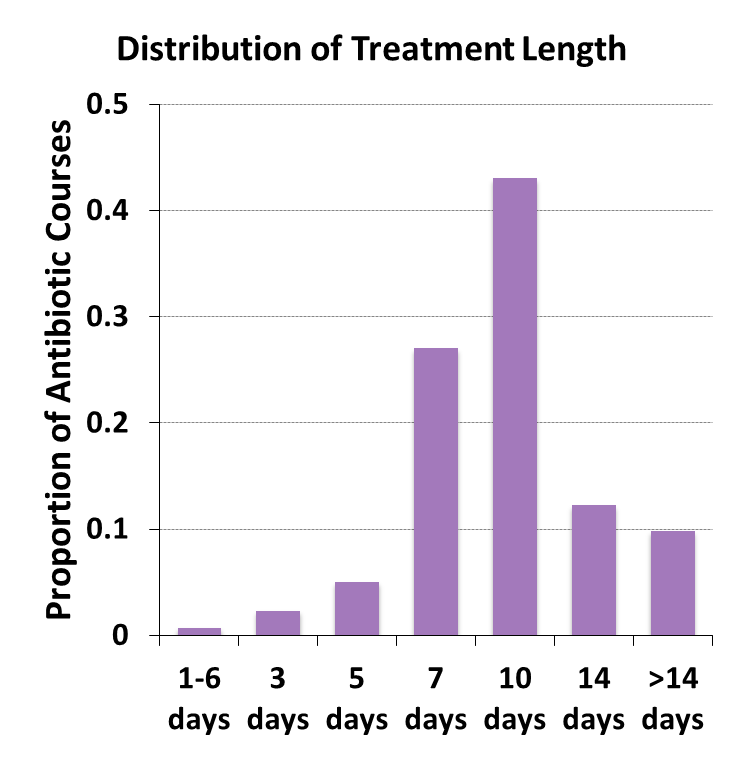 Distribution of Treatment Length
Proportion of Antibiotic Courses
0.5
0.4
0.3
0.2
0.1
0
1-6 days
3 days
5 days
7 days
10 days
14 days
>14 days